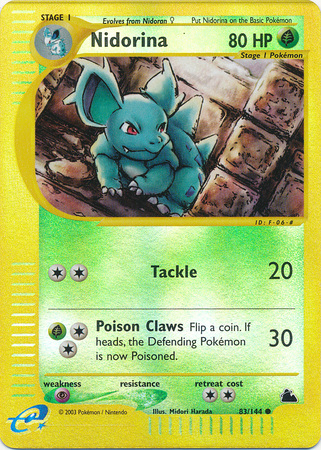 STAGE 1
Evolves from Nidoran ♀
Put Nidorina on the Basic Pokémon
Nidorina 80 HP
Stage 1 Pokémon
ID: F-06-#
Tackle 20
Poison Claws Flip a coin. If
heads, the Defending Pokémon
is now Poisoned.
30
weakness resistance retreat cost
© 2003 Pokémon / Nintendo
Illus. Midori Harada
83/144 ●
e